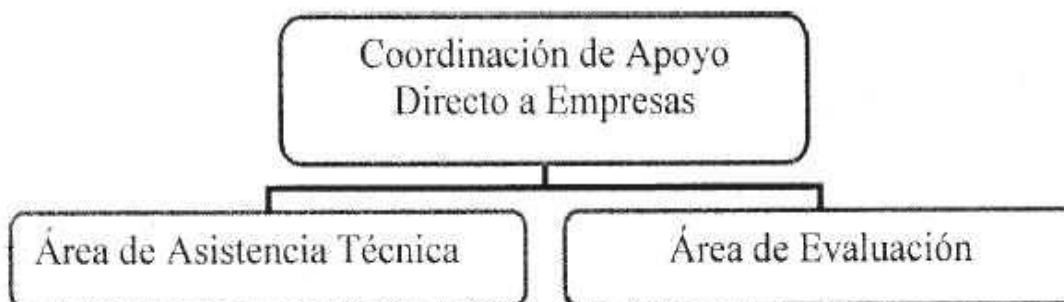 Coordinación de Apoyo
Directo a Empresas
Área de Asistencia Técnica
Área de Evaluación